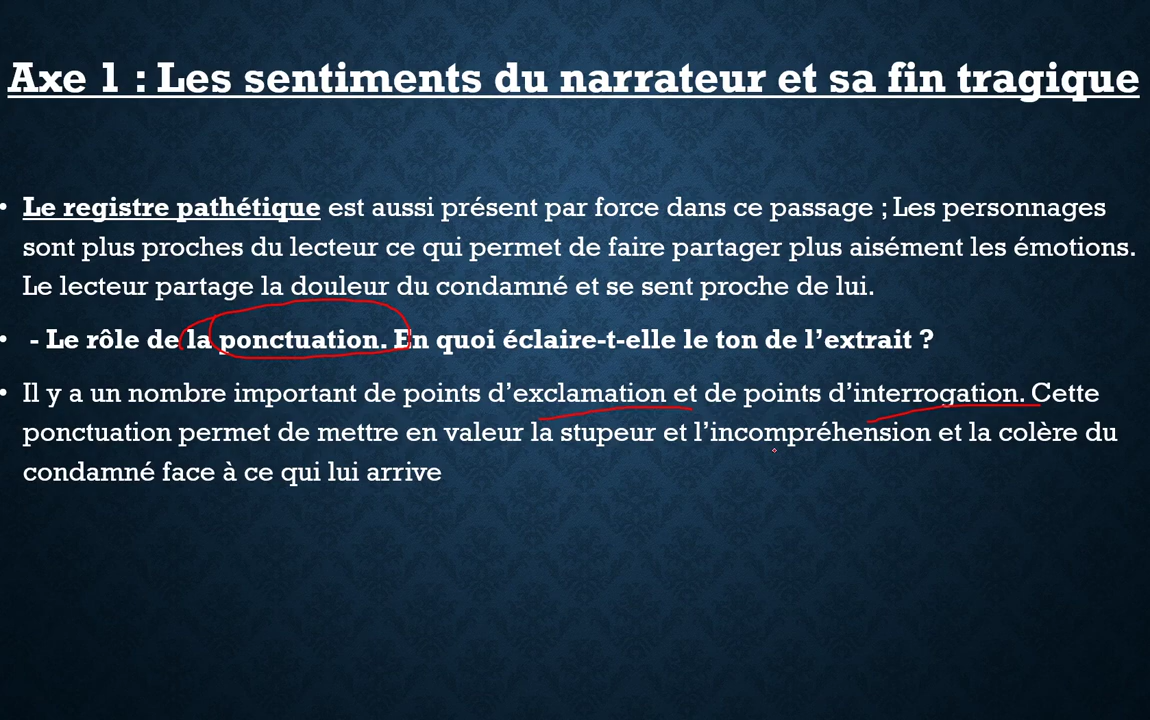 Axe 1 : Les sentiments du narrateur et sa fin tragique
• Le registre pathétique est aussi présent par force dans ce passage ; Les personnages
sont plus proches du lecteur ce qui permet de faire partager plus aisément les émotions.
Le lecteur partage la douleur du condamné et se sent proche de lui.
• - Le rôle de la ponctuation. En quoi éclaire-t-elle le ton de l’extrait ?
• Il y a un nombre important de points d’exclamation et de points d’interrogation. Cette
ponctuation permet de mettre en valeur la stupeur et l’incompréhension et la colère du
condamné face à ce qui lui arrive